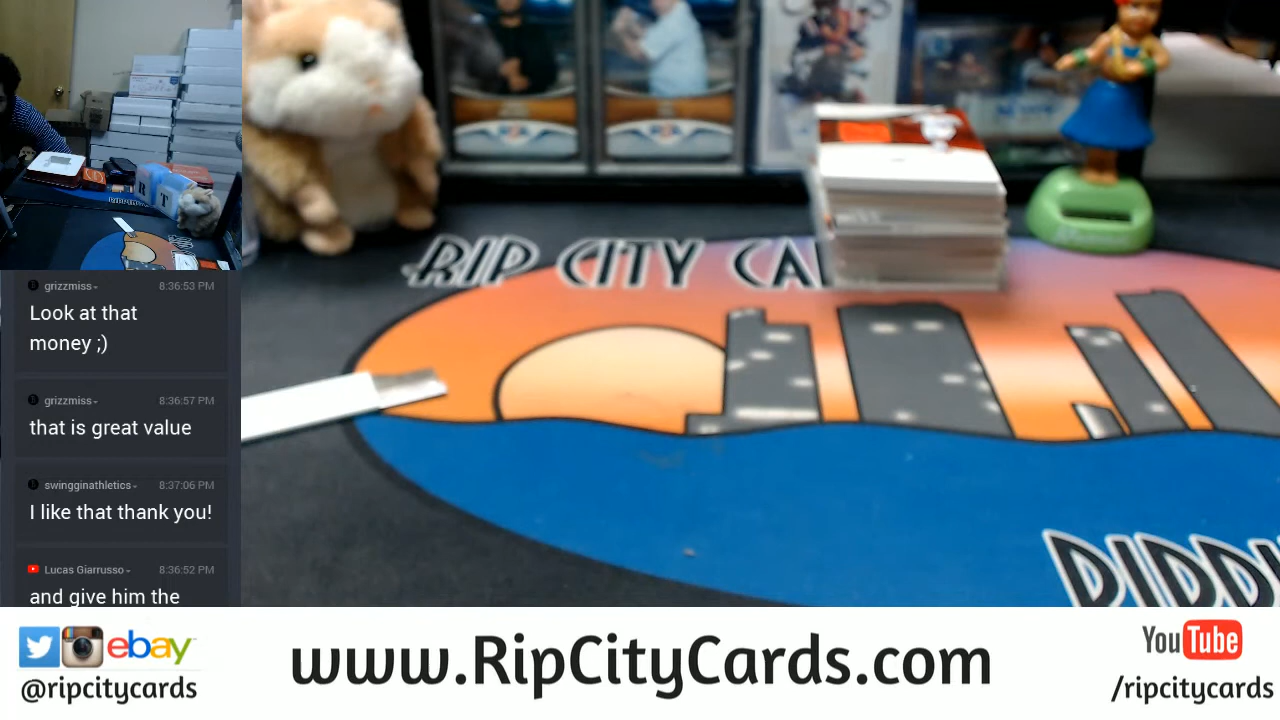 grizzmiss 8:36:53 PM
Look at that
money ;)
grizzmiss 8:36:57 PM
that is great value
swingginathletics 8:37:06 PM
I like that thank you!
Lucas Giarrusso 8:36:52 PM
and give him the
R T
RIP CITY CA
ebay
@ripcitycards
www.RipCityCards.com
YouTube
/ripcitycards